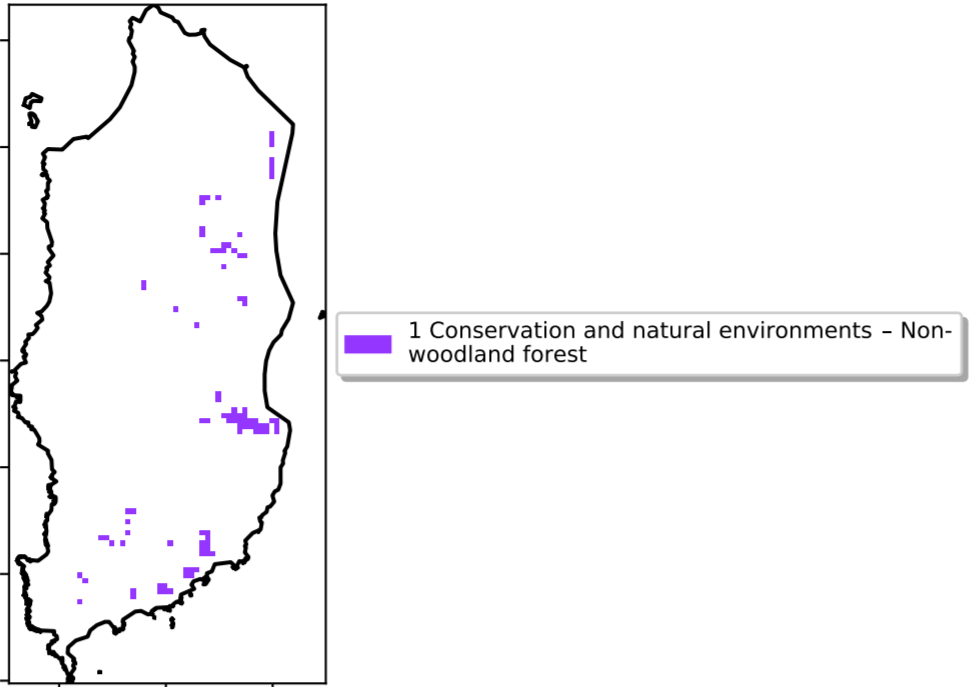 1 Conservation and natural environments – Non-
woodland forest